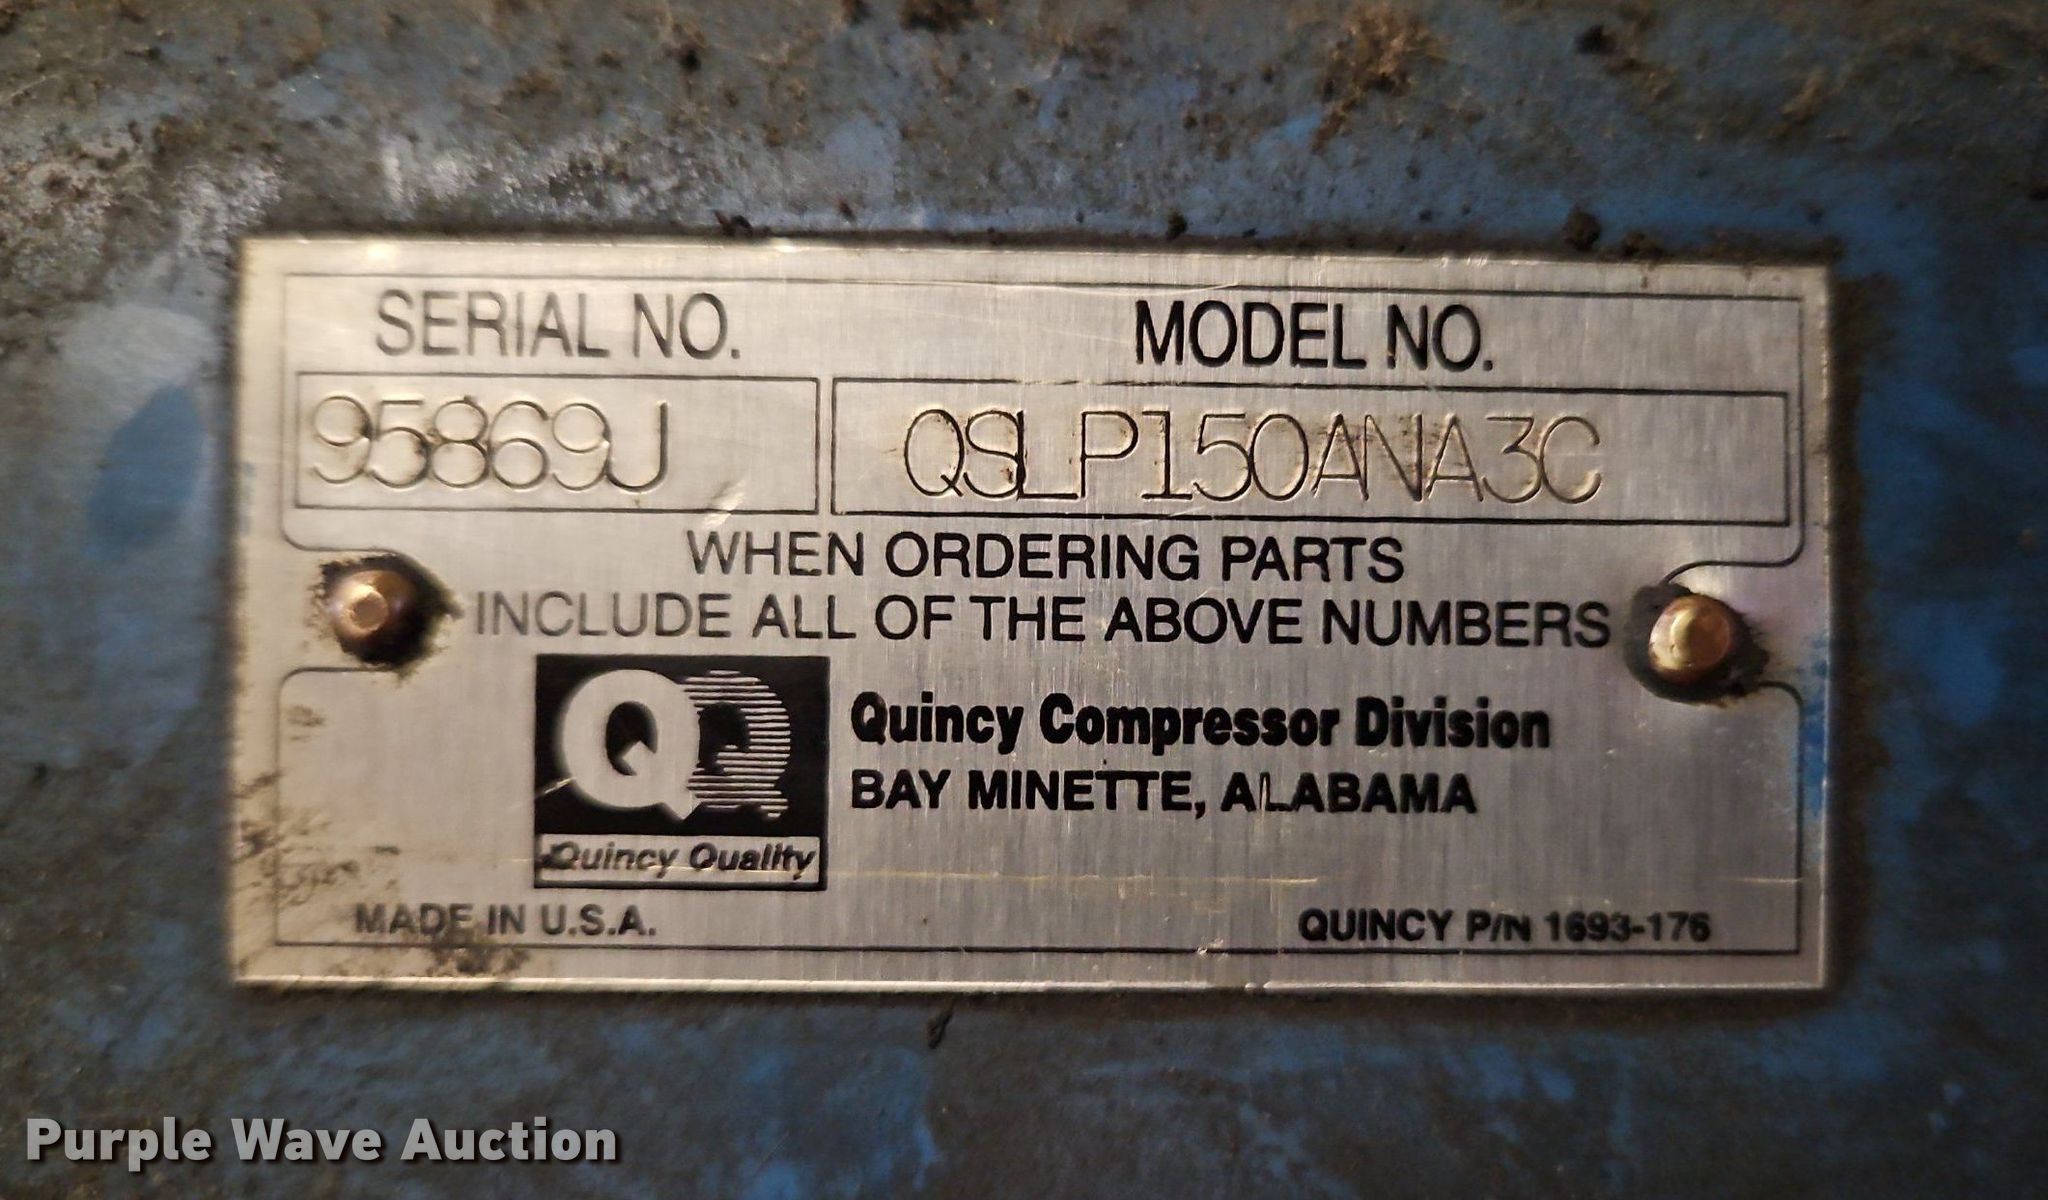 SERIAL NO. MODEL NO.
95869J QSLP150ANA3C
WHEN ORDERING PARTS
INCLUDE ALL OF THE ABOVE NUMBERS
QQ
Quincy Compressor Division
BAY MINETTE, ALABAMA
Quincy Quality
MADE IN U.S.A. QUINCY P/N 1693-176
Purple Wave Auction